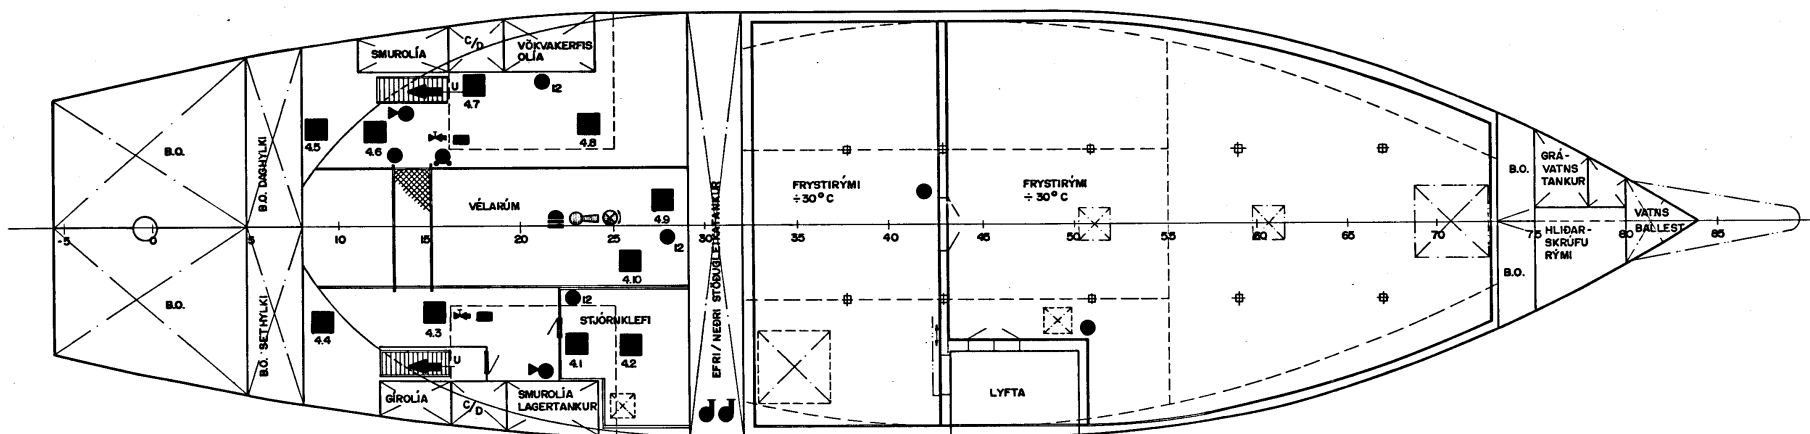 SMUROLÍA
C/D
VÖKVAKERFIS
OLÍA
U
4.7
12
4.5
4.6
4.8
B.O.
B.O. DAGHYLKI
VÉLARÚM
4.9
12
4.10
EFRI/NEÐRI STÖÐUGLEIKATANKUR
FRYSTIRÝMI
÷30°C
FRYSTIRÝMI
÷30°C
B.O.
GRÁ-
VATNS
TANKUR
VATNS
BALLEST
HLIÐAR-
SKRÚFU
RÝMI
-5
0
5
10
15
20
25
30
35
42
45
50
55
60
65
70
75
80
85
B.O.
B.O. SETHYLKI
4.4
4.3
12
STJÓRNKLEFI
4.1
4.2
U
B.O.
GÍROLÍA
C/D
SMUROLÍA
LAGERTANKUR
LYFTA